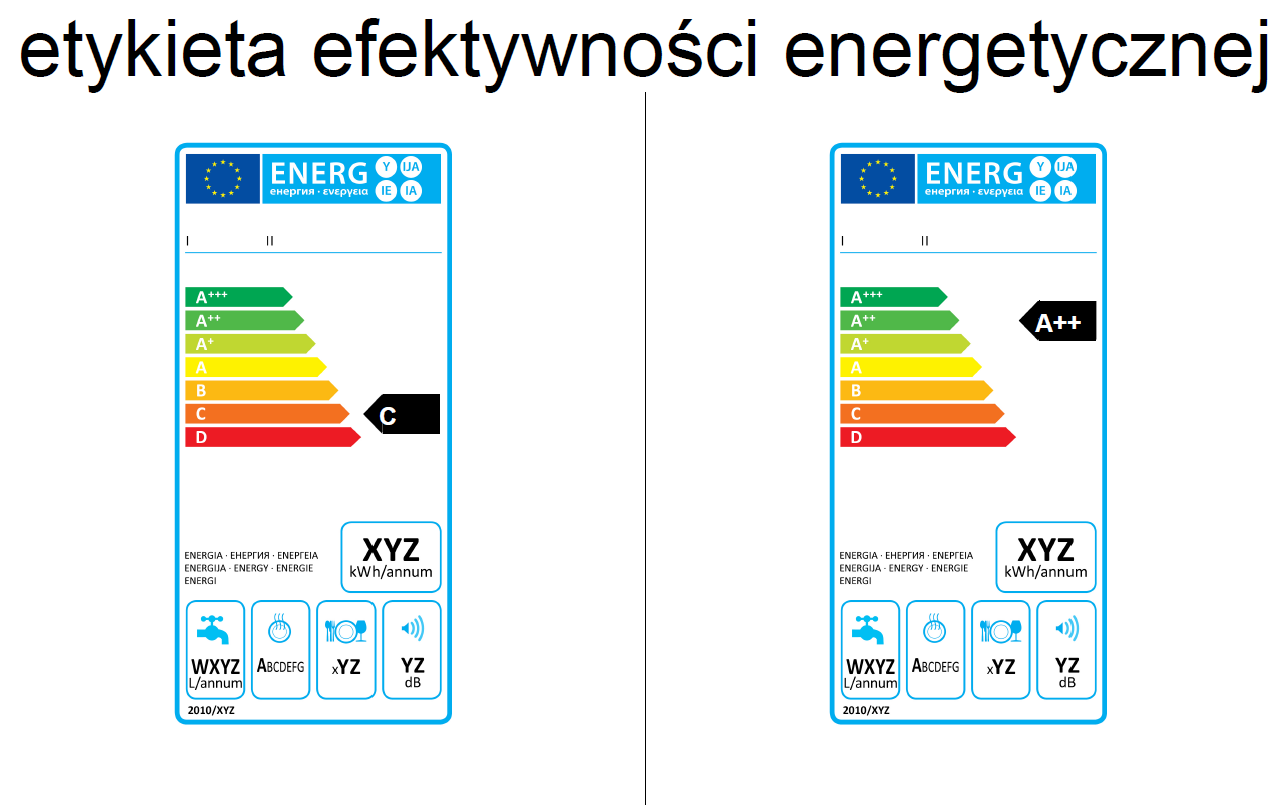 etykieta efektywności energetycznej
ENERG Y IJA
енергия · ενεργεια IE IA
I II
A+++
A++
A+
A
B
C
D
C
XYZ
kWh/annum
ENERGIA · ЕНЕРГИЯ · ΕΝΕΡΓΕΙΑ
ENERGIJA · ENERGY · ENERGIE
ENERGI
WXYZ
L/annum
ABCDEFG
xYZ
YZ
dB
2010/XYZ
ENERG Y IJA
енергия · ενεργεια IE IA
I II
A+++
A++
A+
A
B
C
D
A++
XYZ
kWh/annum
ENERGIA · ЕНЕРГИЯ · ΕΝΕΡΓΕΙΑ
ENERGIJA · ENERGY · ENERGIE
ENERGI
WXYZ
L/annum
ABCDEFG
xYZ
YZ
dB
2010/XYZ